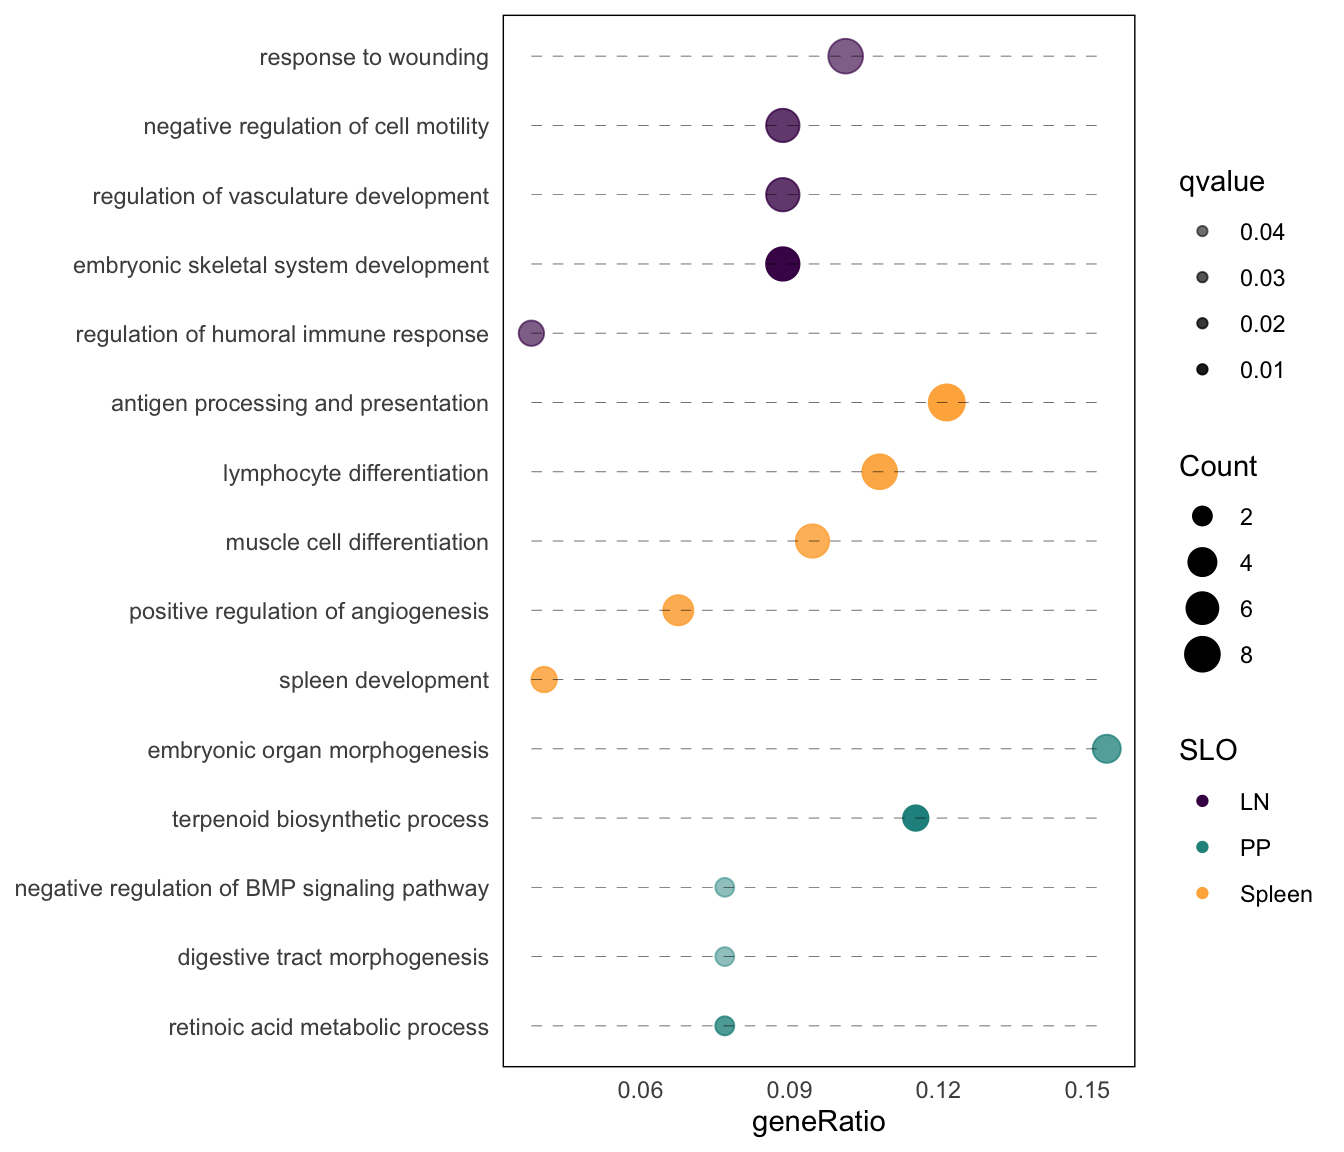 response to wounding
negative regulation of cell motility
regulation of vasculature development
embryonic skeletal system development
regulation of humoral immune response
antigen processing and presentation
lymphocyte differentiation
muscle cell differentiation
positive regulation of angiogenesis
spleen development
embryonic organ morphogenesis
terpenoid biosynthetic process
negative regulation of BMP signaling pathway
digestive tract morphogenesis
retinoic acid metabolic process
0.06 0.09 0.12 0.15
geneRatio
qvalue
0.04
0.03
0.02
0.01
Count
2
4
6
8
SLO
LN
PP
Spleen